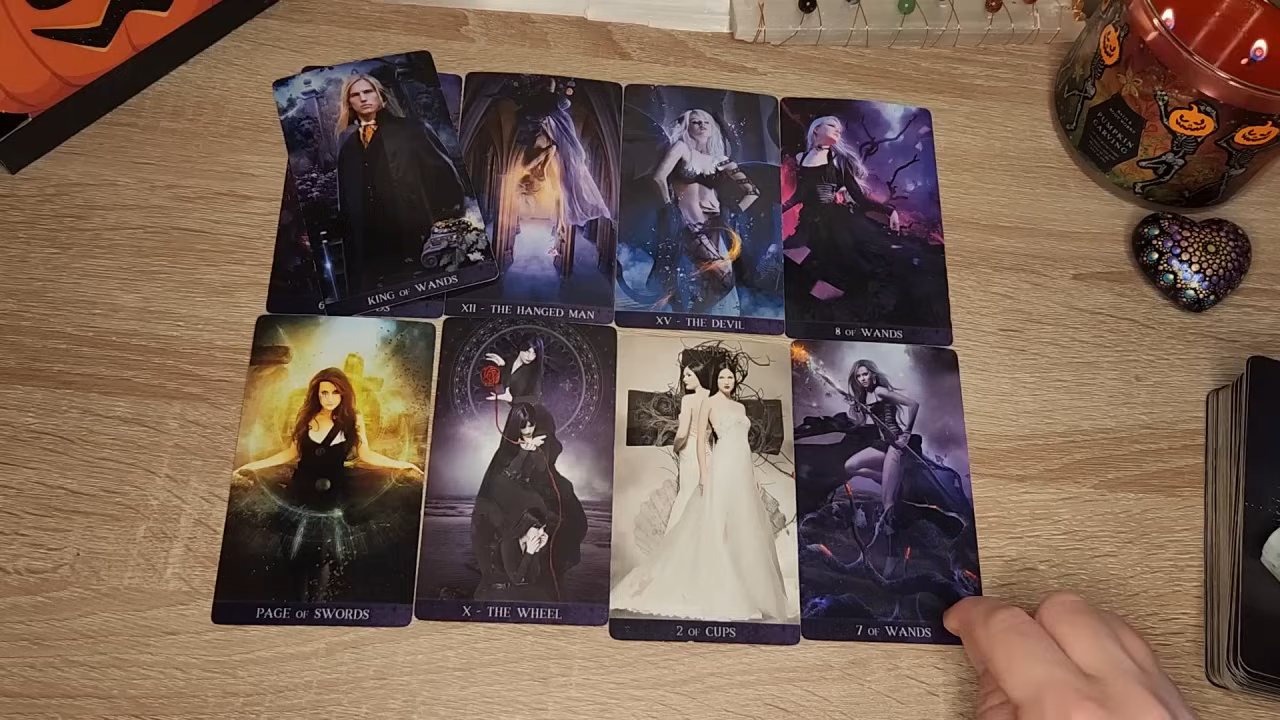 KING OF WANDS
6
XII - THE HANGED MAN
XV - THE DEVIL
8 OF WANDS
PAGE OF SWORDS
X - THE WHEEL
2 OF CUPS
7 OF WANDS
PUMPKIN
CARVING